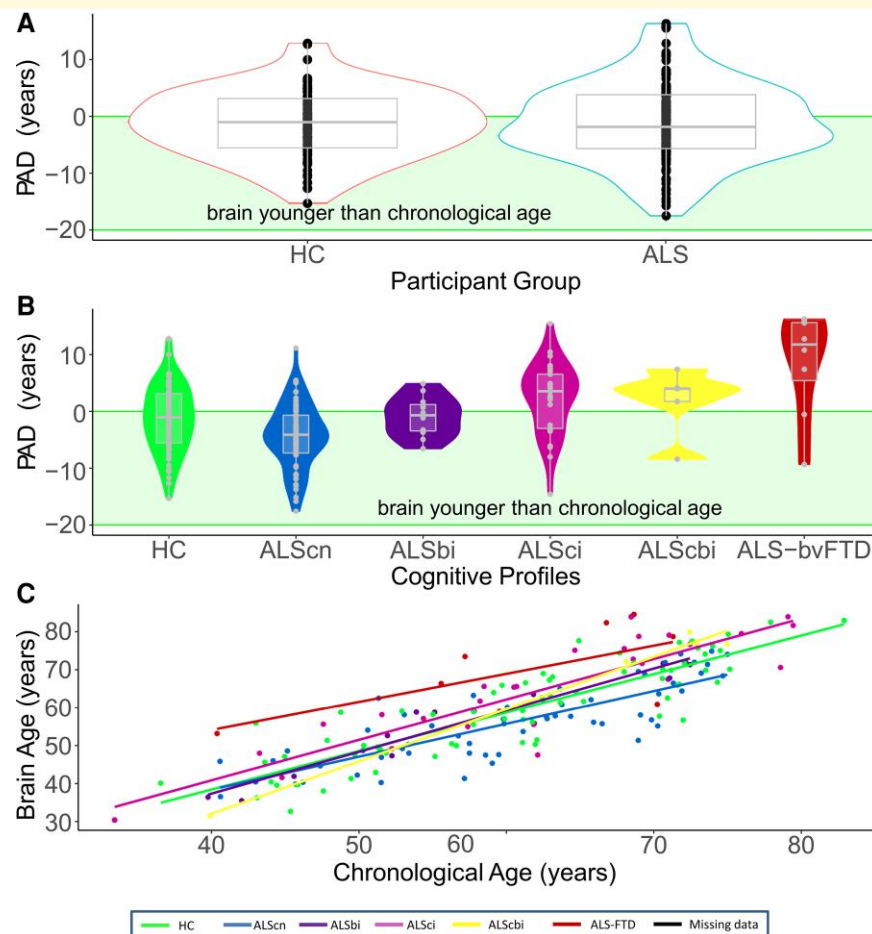 A
PAD (years)
10
0
−10
−20
brain younger than chronological age
HC ALS
Participant Group
B
PAD (years)
10
0
−10
−20
brain younger than chronological age
HC ALScn ALSbi ALSci ALScbi ALS−bvFTD
Cognitive Profiles
C
Brain Age (years)
80
70
60
50
40
30
40 50 60 70 80
Chronological Age (years)
HC ALScn ALSbi ALSci ALScbi ALS-FTD Missing data